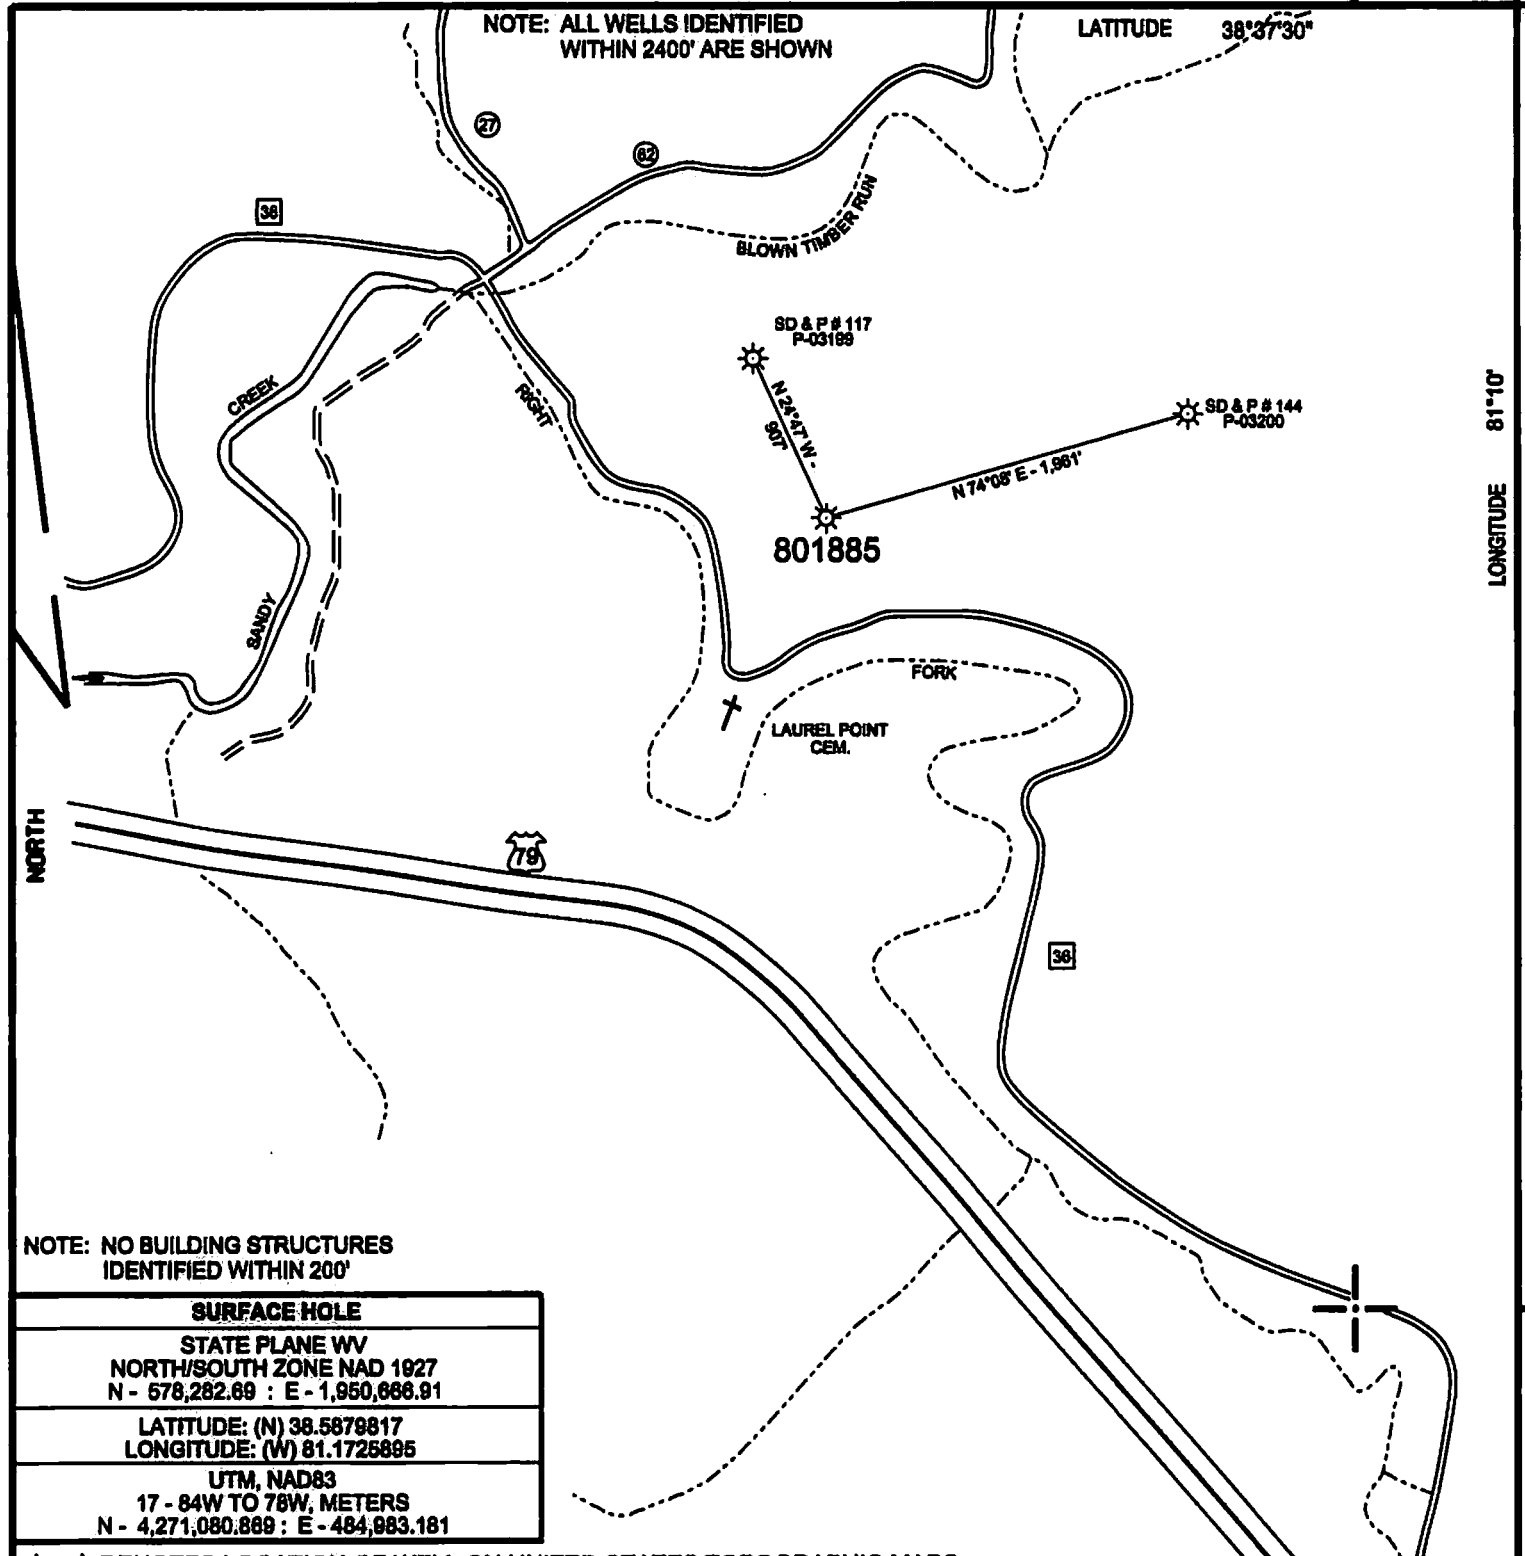 NOTE: ALL WELLS IDENTIFIED
WITHIN 2400' ARE SHOWN
LATITUDE 38°37'30"
27
62
36
BLOWN TIMBER RUN
SD & P # 117
P-03199
SD & P # 144
P-03200
CREEK
RIGHT
N 24°47' W -
907'
N 74°08' E - 1,961'
801885
LONGITUDE 81°10'
SANDY
FORK
LAUREL POINT
CEM.
NORTH
79
36
NOTE: NO BUILDING STRUCTURES
IDENTIFIED WITHIN 200'
SURFACE HOLE
STATE PLANE WV
NORTH/SOUTH ZONE NAD 1927
N - 578,282.69 : E - 1,950,666.91
LATITUDE: (N) 38.5879817
LONGITUDE: (W) 81.1725895
UTM, NAD83
17 - 84W TO 78W, METERS
N - 4,271,080.869 : E - 484,983.181